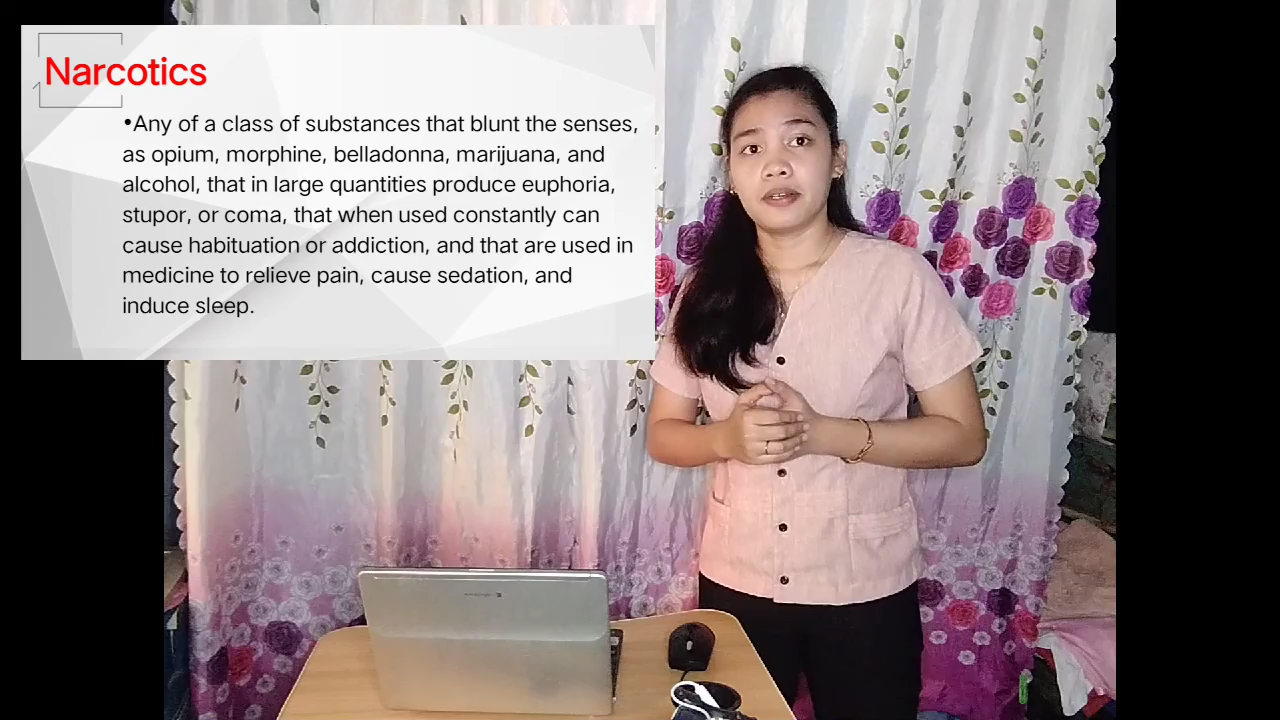 Narcotics
•Any of a class of substances that blunt the senses,
as opium, morphine, belladonna, marijuana, and
alcohol, that in large quantities produce euphoria,
stupor, or coma, that when used constantly can
cause habituation or addiction, and that are used in
medicine to relieve pain, cause sedation, and
induce sleep.